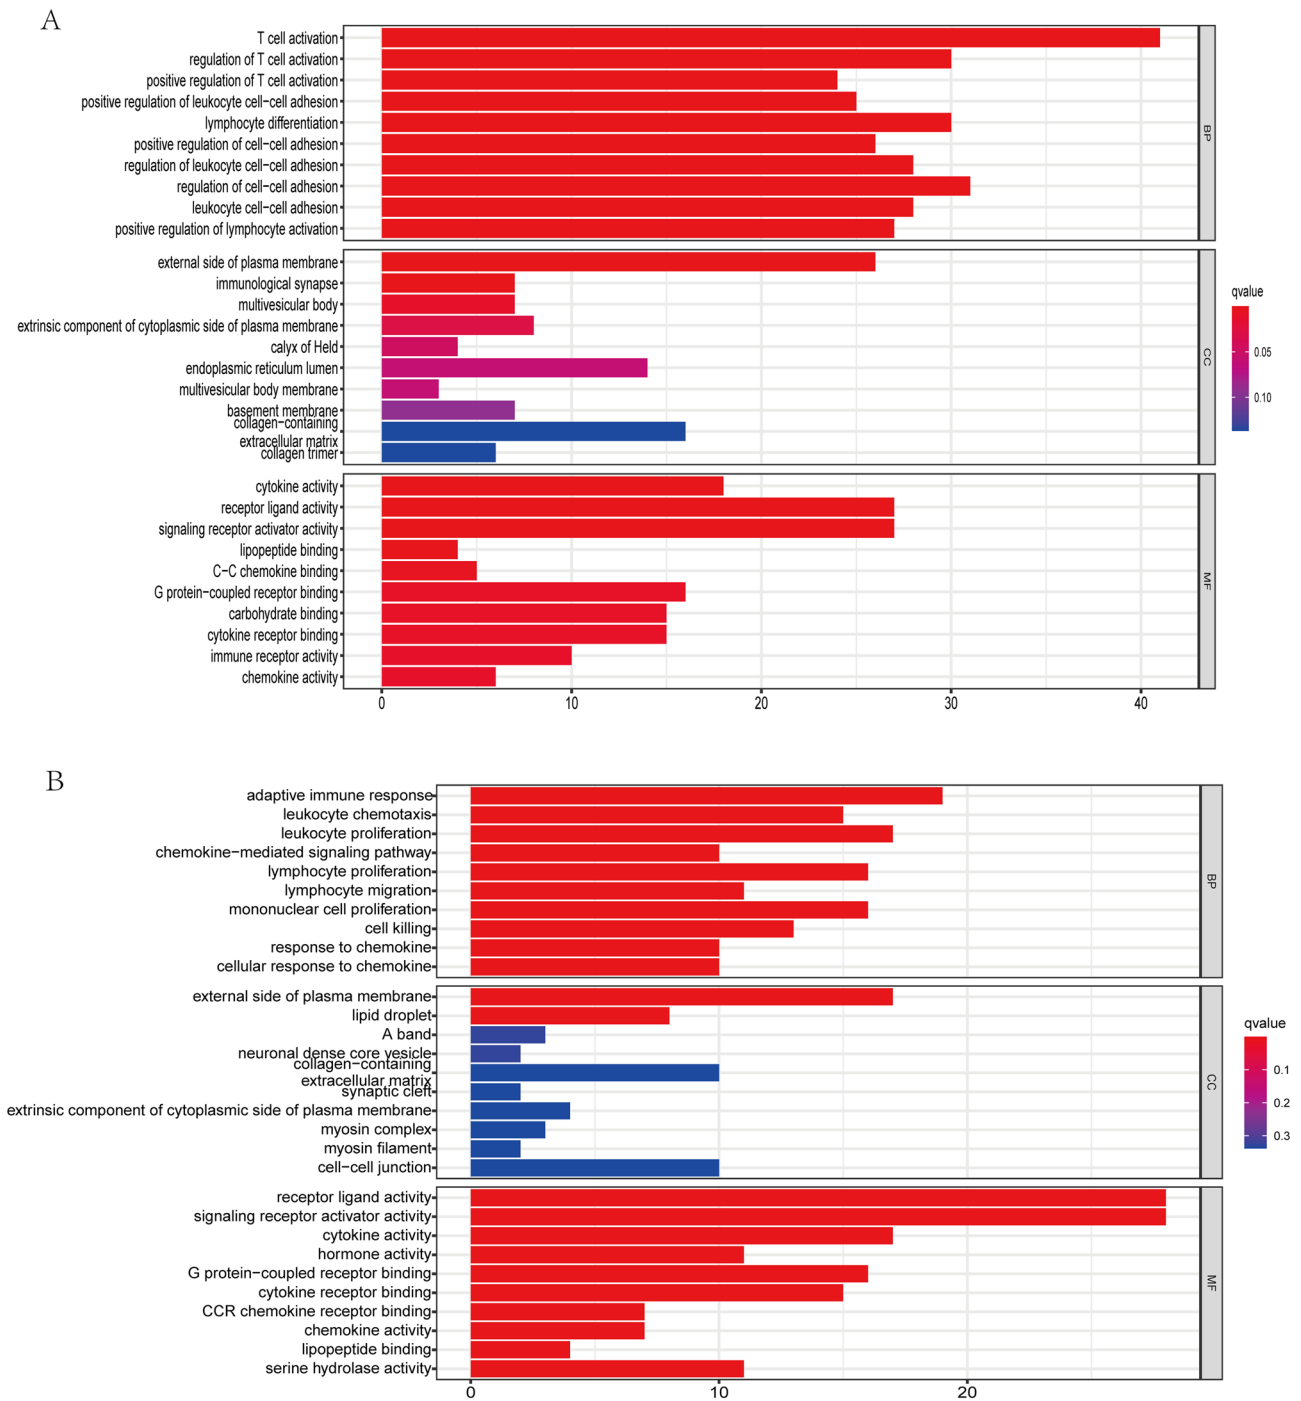 A
T cell activation
regulation of T cell activation
positive regulation of T cell activation
positive regulation of leukocyte cell−cell adhesion
lymphocyte differentiation
positive regulation of cell−cell adhesion
regulation of leukocyte cell−cell adhesion
regulation of cell−cell adhesion
leukocyte cell−cell adhesion
positive regulation of lymphocyte activation
BP
external side of plasma membrane
immunological synapse
multivesicular body
extrinsic component of cytoplasmic side of plasma membrane
calyx of Held
endoplasmic reticulum lumen
multivesicular body membrane
basement membrane
collagen−containing
extracellular matrix
collagen trimer
CC
qvalue
0.05
0.10
cytokine activity
receptor ligand activity
signaling receptor activator activity
lipopeptide binding
C−C chemokine binding
G protein−coupled receptor binding
carbohydrate binding
cytokine receptor binding
immune receptor activity
chemokine activity
MF
0 10 20 30 40
B
adaptive immune response
leukocyte chemotaxis
leukocyte proliferation
chemokine−mediated signaling pathway
lymphocyte proliferation
lymphocyte migration
mononuclear cell proliferation
cell killing
response to chemokine
cellular response to chemokine
BP
external side of plasma membrane
lipid droplet
A band
neuronal dense core vesicle
collagen−containing
extracellular matrix
synaptic cleft
extrinsic component of cytoplasmic side of plasma membrane
myosin complex
myosin filament
cell−cell junction
CC
qvalue
0.1
0.2
0.3
receptor ligand activity
signaling receptor activator activity
cytokine activity
hormone activity
G protein−coupled receptor binding
cytokine receptor binding
CCR chemokine receptor binding
chemokine activity
lipopeptide binding
serine hydrolase activity
MF
0 10 20